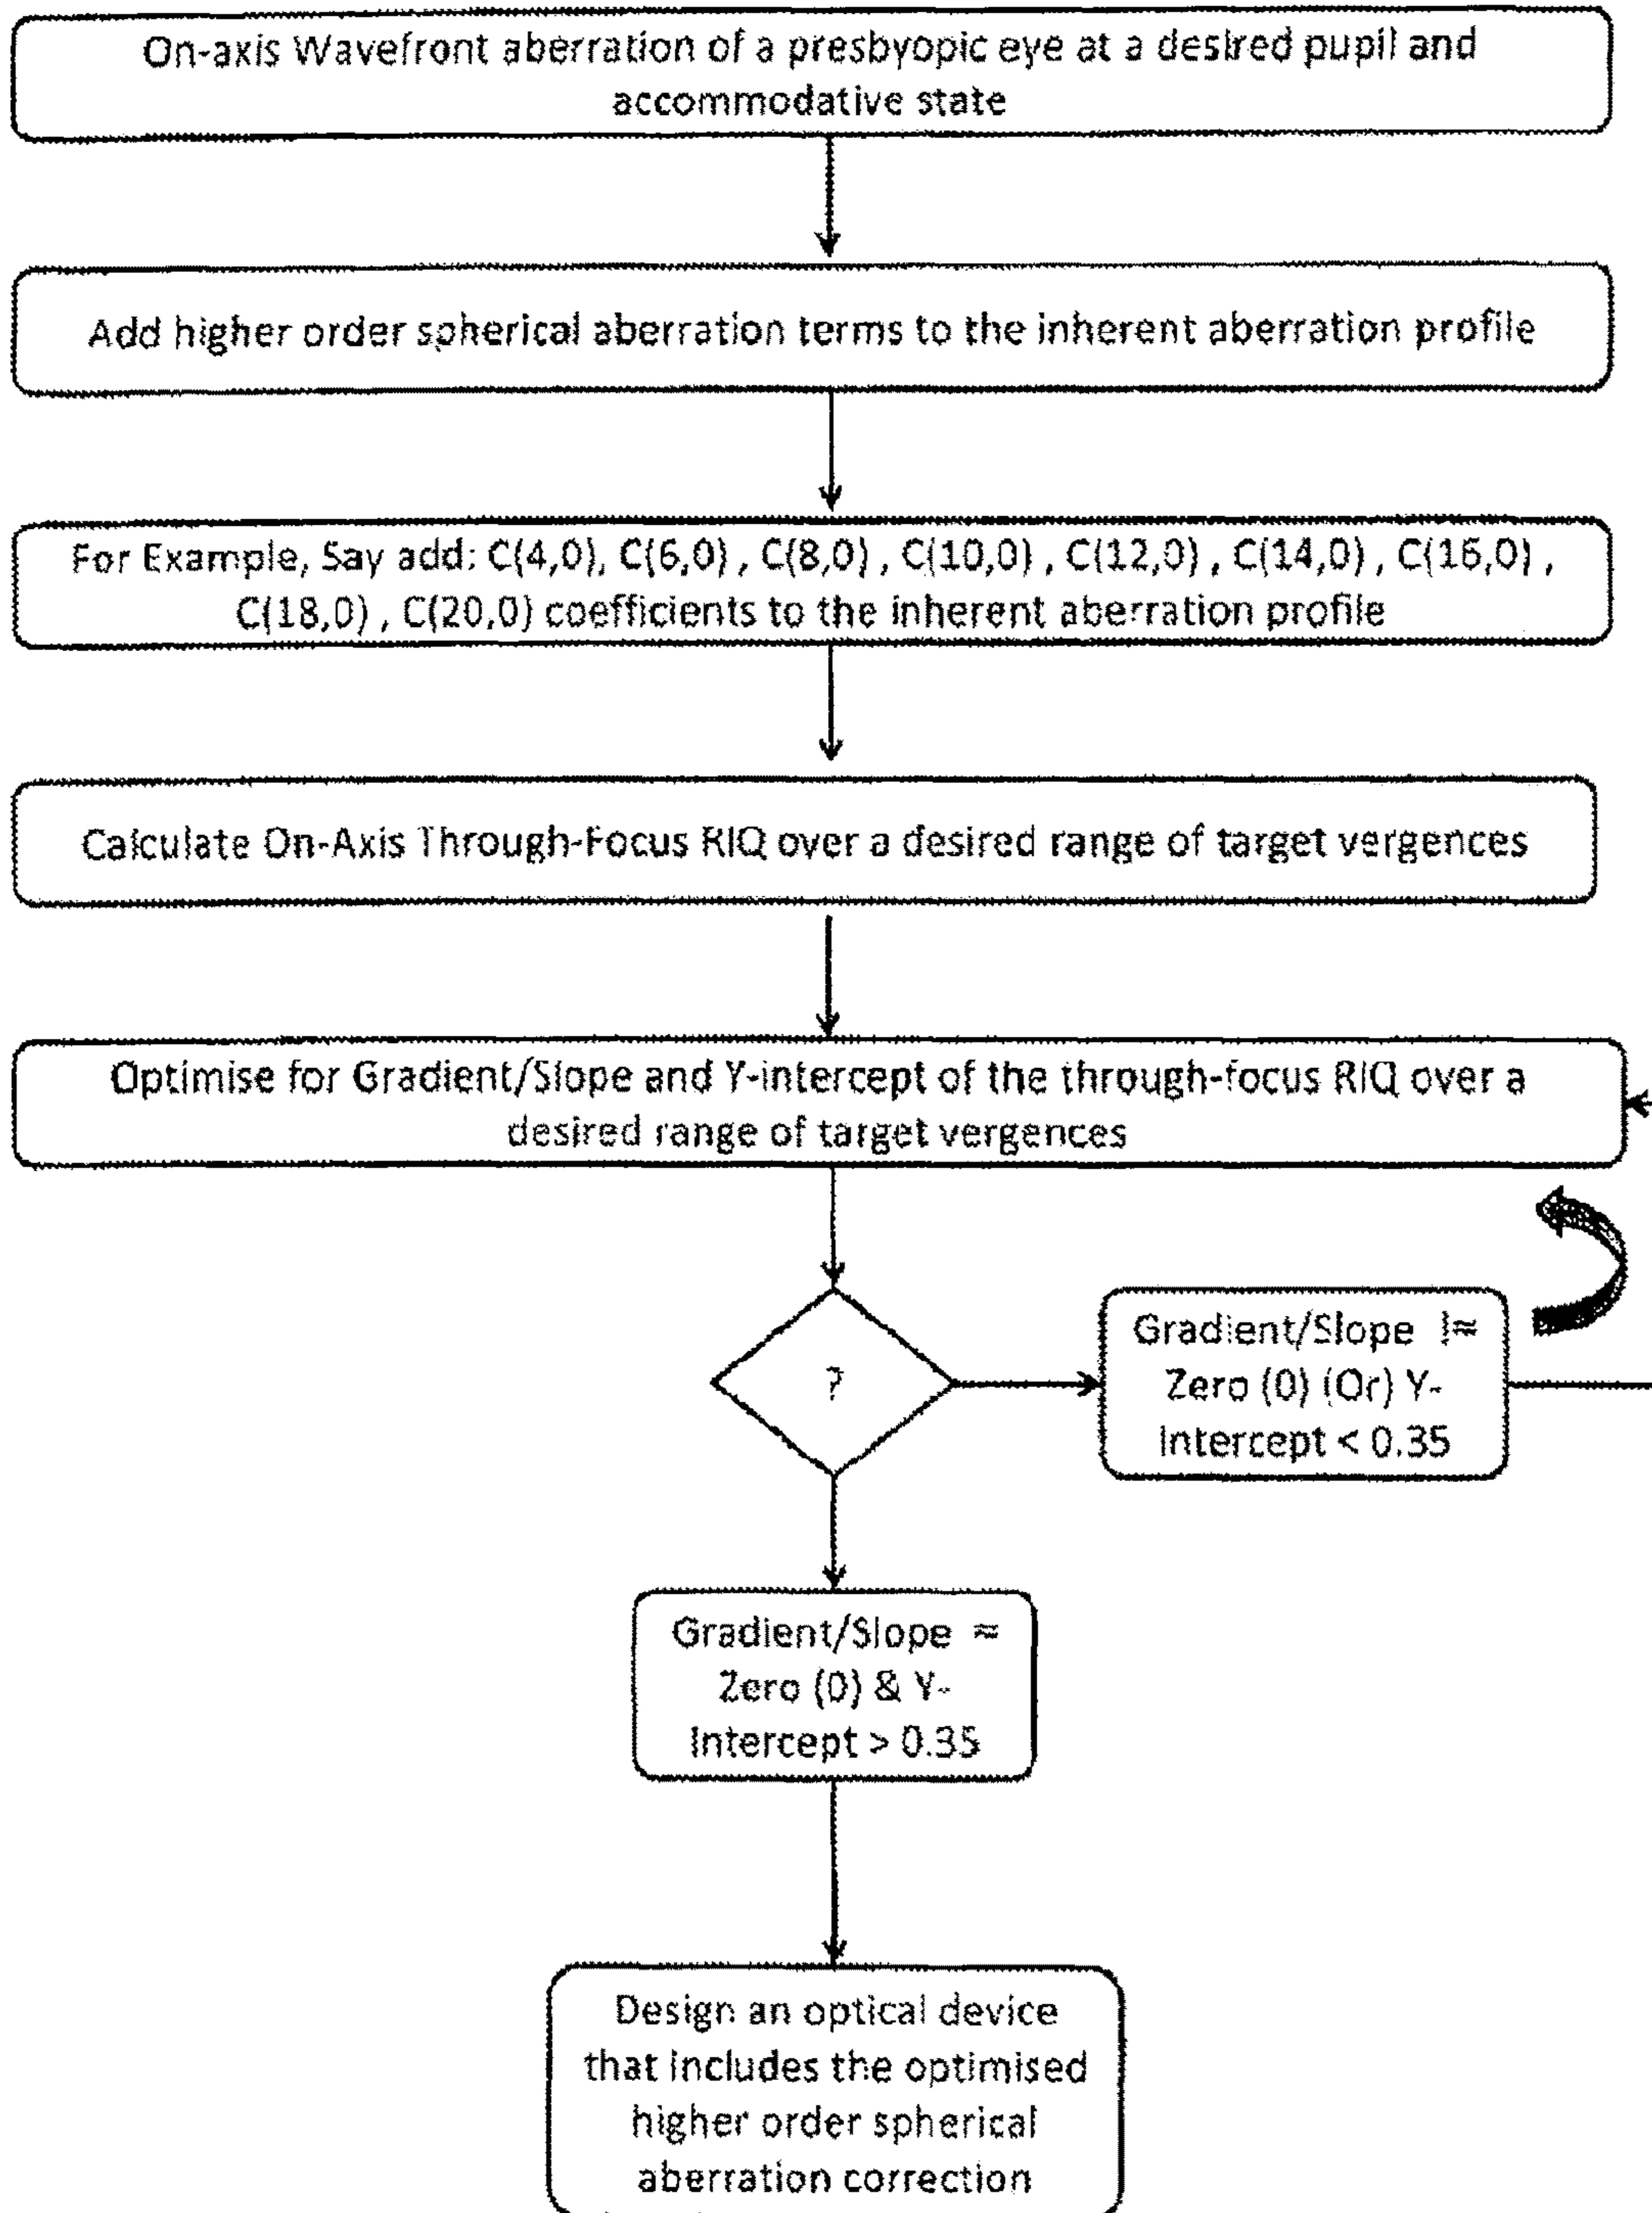 On-axis Wavefront aberration of a presbyopic eye at a desired pupil and
accommodative state
Add higher order spherical aberration terms to the inherent aberration profile
For Example, Say add: C(4,0), C(6,0) , C(8,0) , C(10,0) , C(12,0) , C(14,0) , C(16,0) ,
C(18,0) , C(20,0) coefficients to the inherent aberration profile
Calculate On-Axis Through-Focus RIQ over a desired range of target vergences
Optimise for Gradient/Slope and Y-intercept of the through-focus RIQ over a
desired range of target vergences
?
Gradient/Slope !≈
Zero (0) (Or) Y-
Intercept < 0.35
Gradient/Slope ≈
Zero (0) & Y-
Intercept > 0.35
Design an optical device
that includes the optimised
higher order spherical
aberration correction